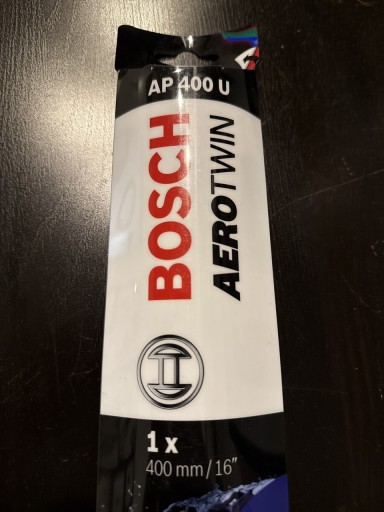 AP 400 U
BOSCH
AEROTWIN
1 x
400 mm / 16"